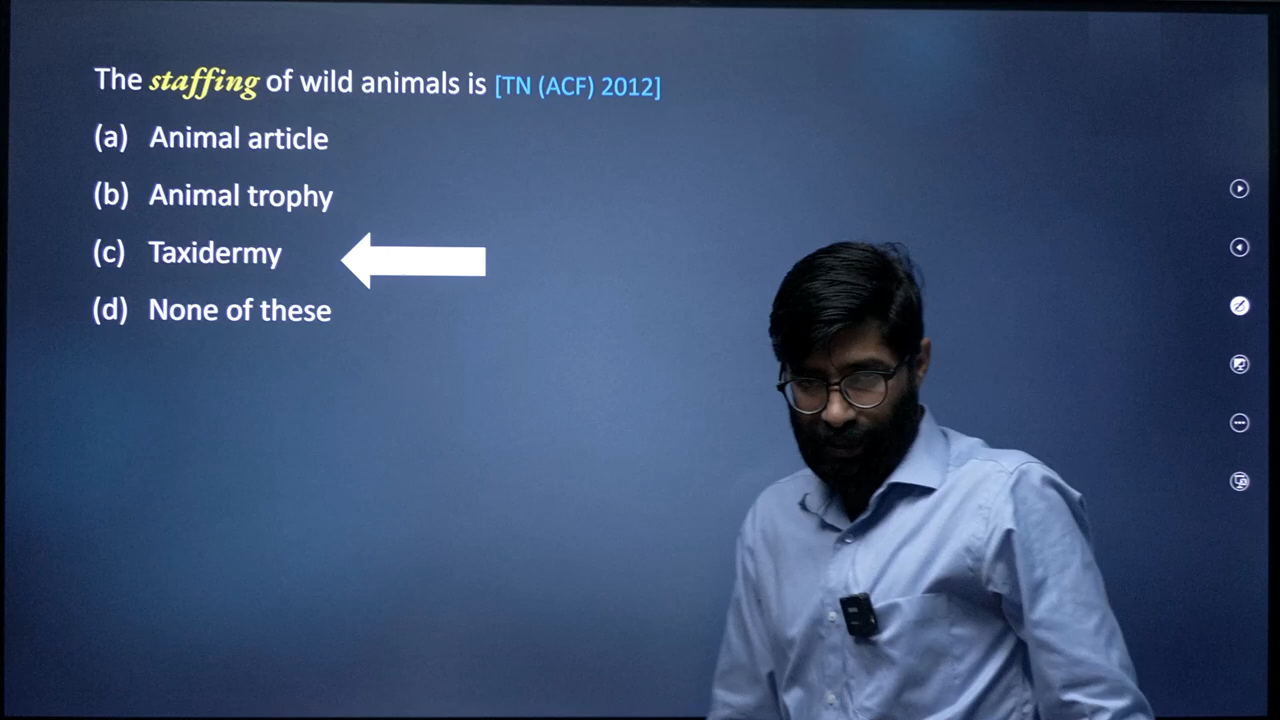 The staffing of wild animals is [TN (ACF) 2012]
(a) Animal article
(b) Animal trophy
(c) Taxidermy
(d) None of these